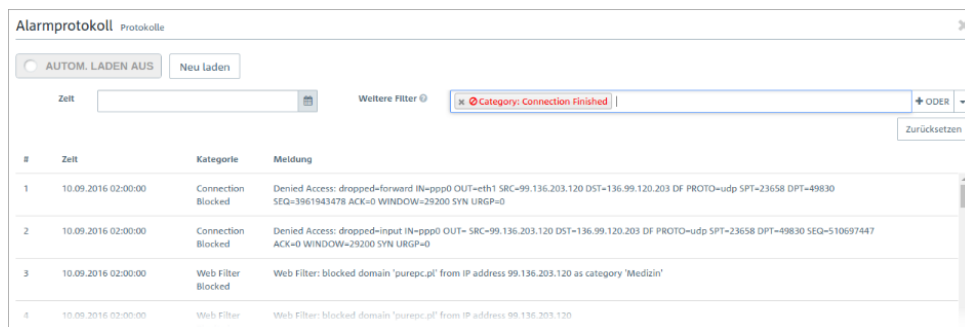 Alarmprotokoll Protokolle
AUTOM. LADEN AUS Neu laden
Zeit Weitere Filter Category: Connection Finished + ODER
Zurücksetzen
# Zeit Kategorie Meldung
1 10.09.2016 02:00:00 Connection Denied Access: dropped=forward IN=ppp0 OUT=eth1 SRC=99.136.203.120 DST=136.99.120.203 DF PROTO=udp SPT=23658 DPT=49830
Blocked SEQ=3961943478 ACK=0 WINDOW=29200 SYN URGP=0
2 10.09.2016 02:00:00 Connection Denied Access: dropped=input IN=ppp0 OUT= SRC=99.136.203.120 DST=136.99.120.203 DF PROTO=udp SPT=23658 DPT=49830 SEQ=510697447
Blocked ACK=0 WINDOW=29200 SYN URGP=0
3 10.09.2016 02:00:00 Web Filter Web Filter: blocked domain 'purepc.pl' from IP address 99.136.203.120 as category 'Medizin'
Blocked
4 10.09.2016 02:00:00 Web Filter Web Filter: blocked domain 'purepc.pl' from IP address 99.136.203.120.